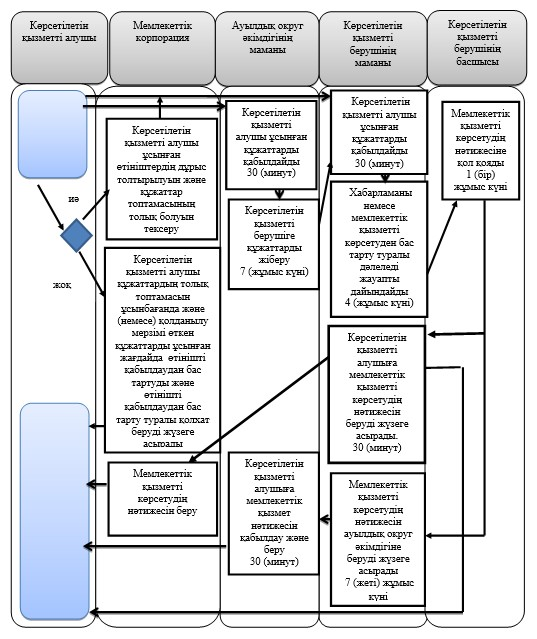 Көрсетілетін
қызметті алушы
Мемлекеттік
корпорация
Ауылдық округ
әкімдігінің
маманы
Көрсетілетін
қызметті
берушінің
маманы
Көрсетілетін
қызметті
берушінің
басшысы
иә
жоқ
Көрсетілетін
қызметті алушы
ұсынған
өтініштердің дұрыс
толтырылуын және
құжаттар
топтамасының
толық болуын
тексеру
Көрсетілетін
қызметті алушы
құжаттардың толық
топтамасын
ұсынбағанда және
(немесе) қолданылу
мерзімі өткен
құжаттарды ұсынған
жағдайда өтінішті
қабылдаудан бас
тартуды және
өтінішті
қабылдаудан бас
тарту туралы қолхат
беруді жүзеге
асырады
Мемлекеттік
қызметті
көрсетудің
нәтижесін беру
Көрсетілетін
қызметті
алушы ұсынған
құжаттарды
қабылдайды
30 (минут)
Көрсетілетін
қызметті
берушіге
құжаттарды
жіберу
7 (жұмыс күні)
Көрсетілетін
қызметті
алушыға
мемлекеттік
қызмет
нәтижесін
қабылдау және
беру
30 (минут)
Көрсетілетін
қызметті алушы
ұсынған
құжаттарды
қабылдайды
30 (минут)
Хабарламаны
немесе
мемлекеттік
қызметті
көрсетуден бас
тарту туралы
дәлеледі
жауапты
дайындайды
4 (жұмыс күні)
Көрсетілетін
қызметті
алушыға
мемлекеттік
қызметті
көрсетудің
нәтижесін
беруді жүзеге
асырады.
30 (минут)
Мемлекеттік
қызметті
көрсетудің
нәтижесін
ауылдық округ
әкімдігіне
беруді жүзеге
асырады
7 (жеті) жұмыс
күні
Мемлекеттік
қызметті
көрсетудің
нәтижесіне
қол қояды
1 (бір)
жұмыс күні